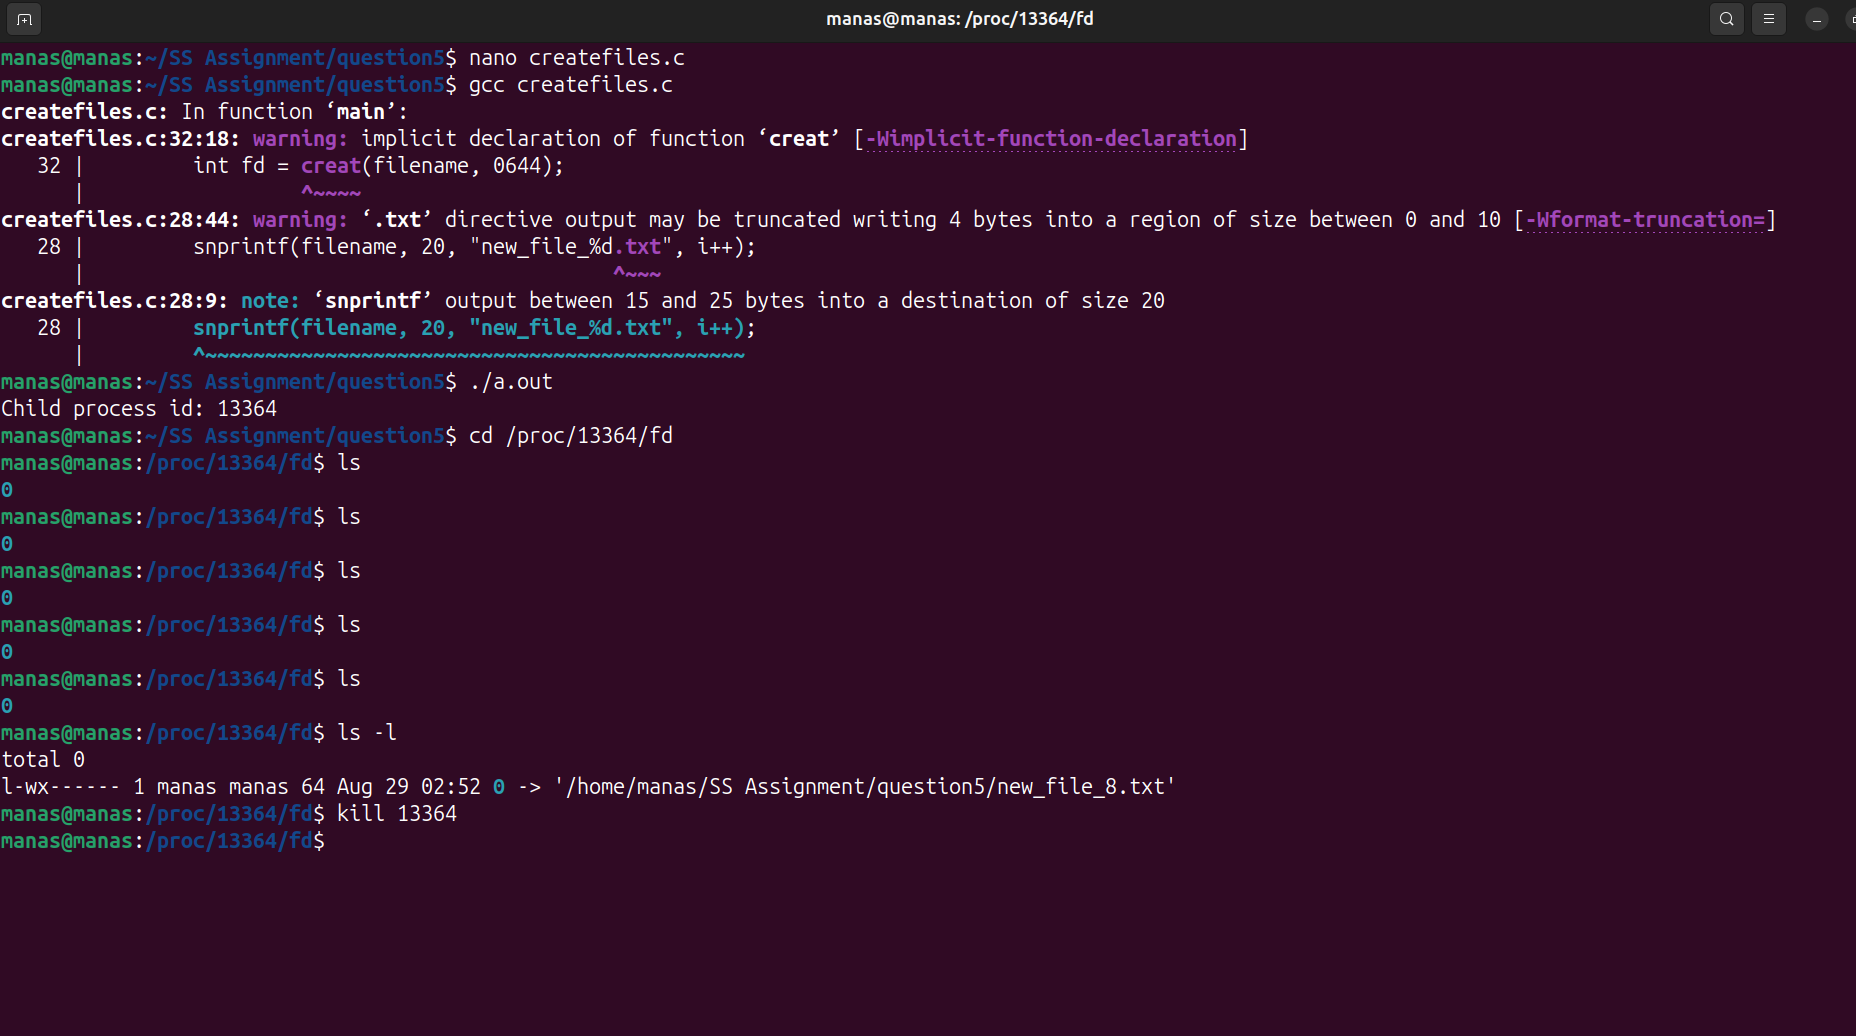 manas@manas: /proc/13364/fd
manas@manas:~/SS Assignment/question5$ nano createfiles.c
manas@manas:~/SS Assignment/question5$ gcc createfiles.c
createfiles.c: In function ‘main’:
createfiles.c:32:18: warning: implicit declaration of function ‘creat’ [-Wimplicit-function-declaration]
   32 |         int fd = creat(filename, 0644);
      |                  ^~~~~
createfiles.c:28:44: warning: ‘.txt’ directive output may be truncated writing 4 bytes into a region of size between 0 and 10 [-Wformat-truncation=]
   28 |         snprintf(filename, 20, "new_file_%d.txt", i++);
      |                                            ^~~~
createfiles.c:28:9: note: ‘snprintf’ output between 15 and 25 bytes into a destination of size 20
   28 |         snprintf(filename, 20, "new_file_%d.txt", i++);
      |         ^~~~~~~~~~~~~~~~~~~~~~~~~~~~~~~~~~~~~~~~~~~~~~
manas@manas:~/SS Assignment/question5$ ./a.out
Child process id: 13364
manas@manas:~/SS Assignment/question5$ cd /proc/13364/fd
manas@manas:/proc/13364/fd$ ls
0
manas@manas:/proc/13364/fd$ ls
0
manas@manas:/proc/13364/fd$ ls
0
manas@manas:/proc/13364/fd$ ls
0
manas@manas:/proc/13364/fd$ ls
0
manas@manas:/proc/13364/fd$ ls -l
total 0
l-wx------ 1 manas manas 64 Aug 29 02:52 0 -> '/home/manas/SS Assignment/question5/new_file_8.txt'
manas@manas:/proc/13364/fd$ kill 13364
manas@manas:/proc/13364/fd$